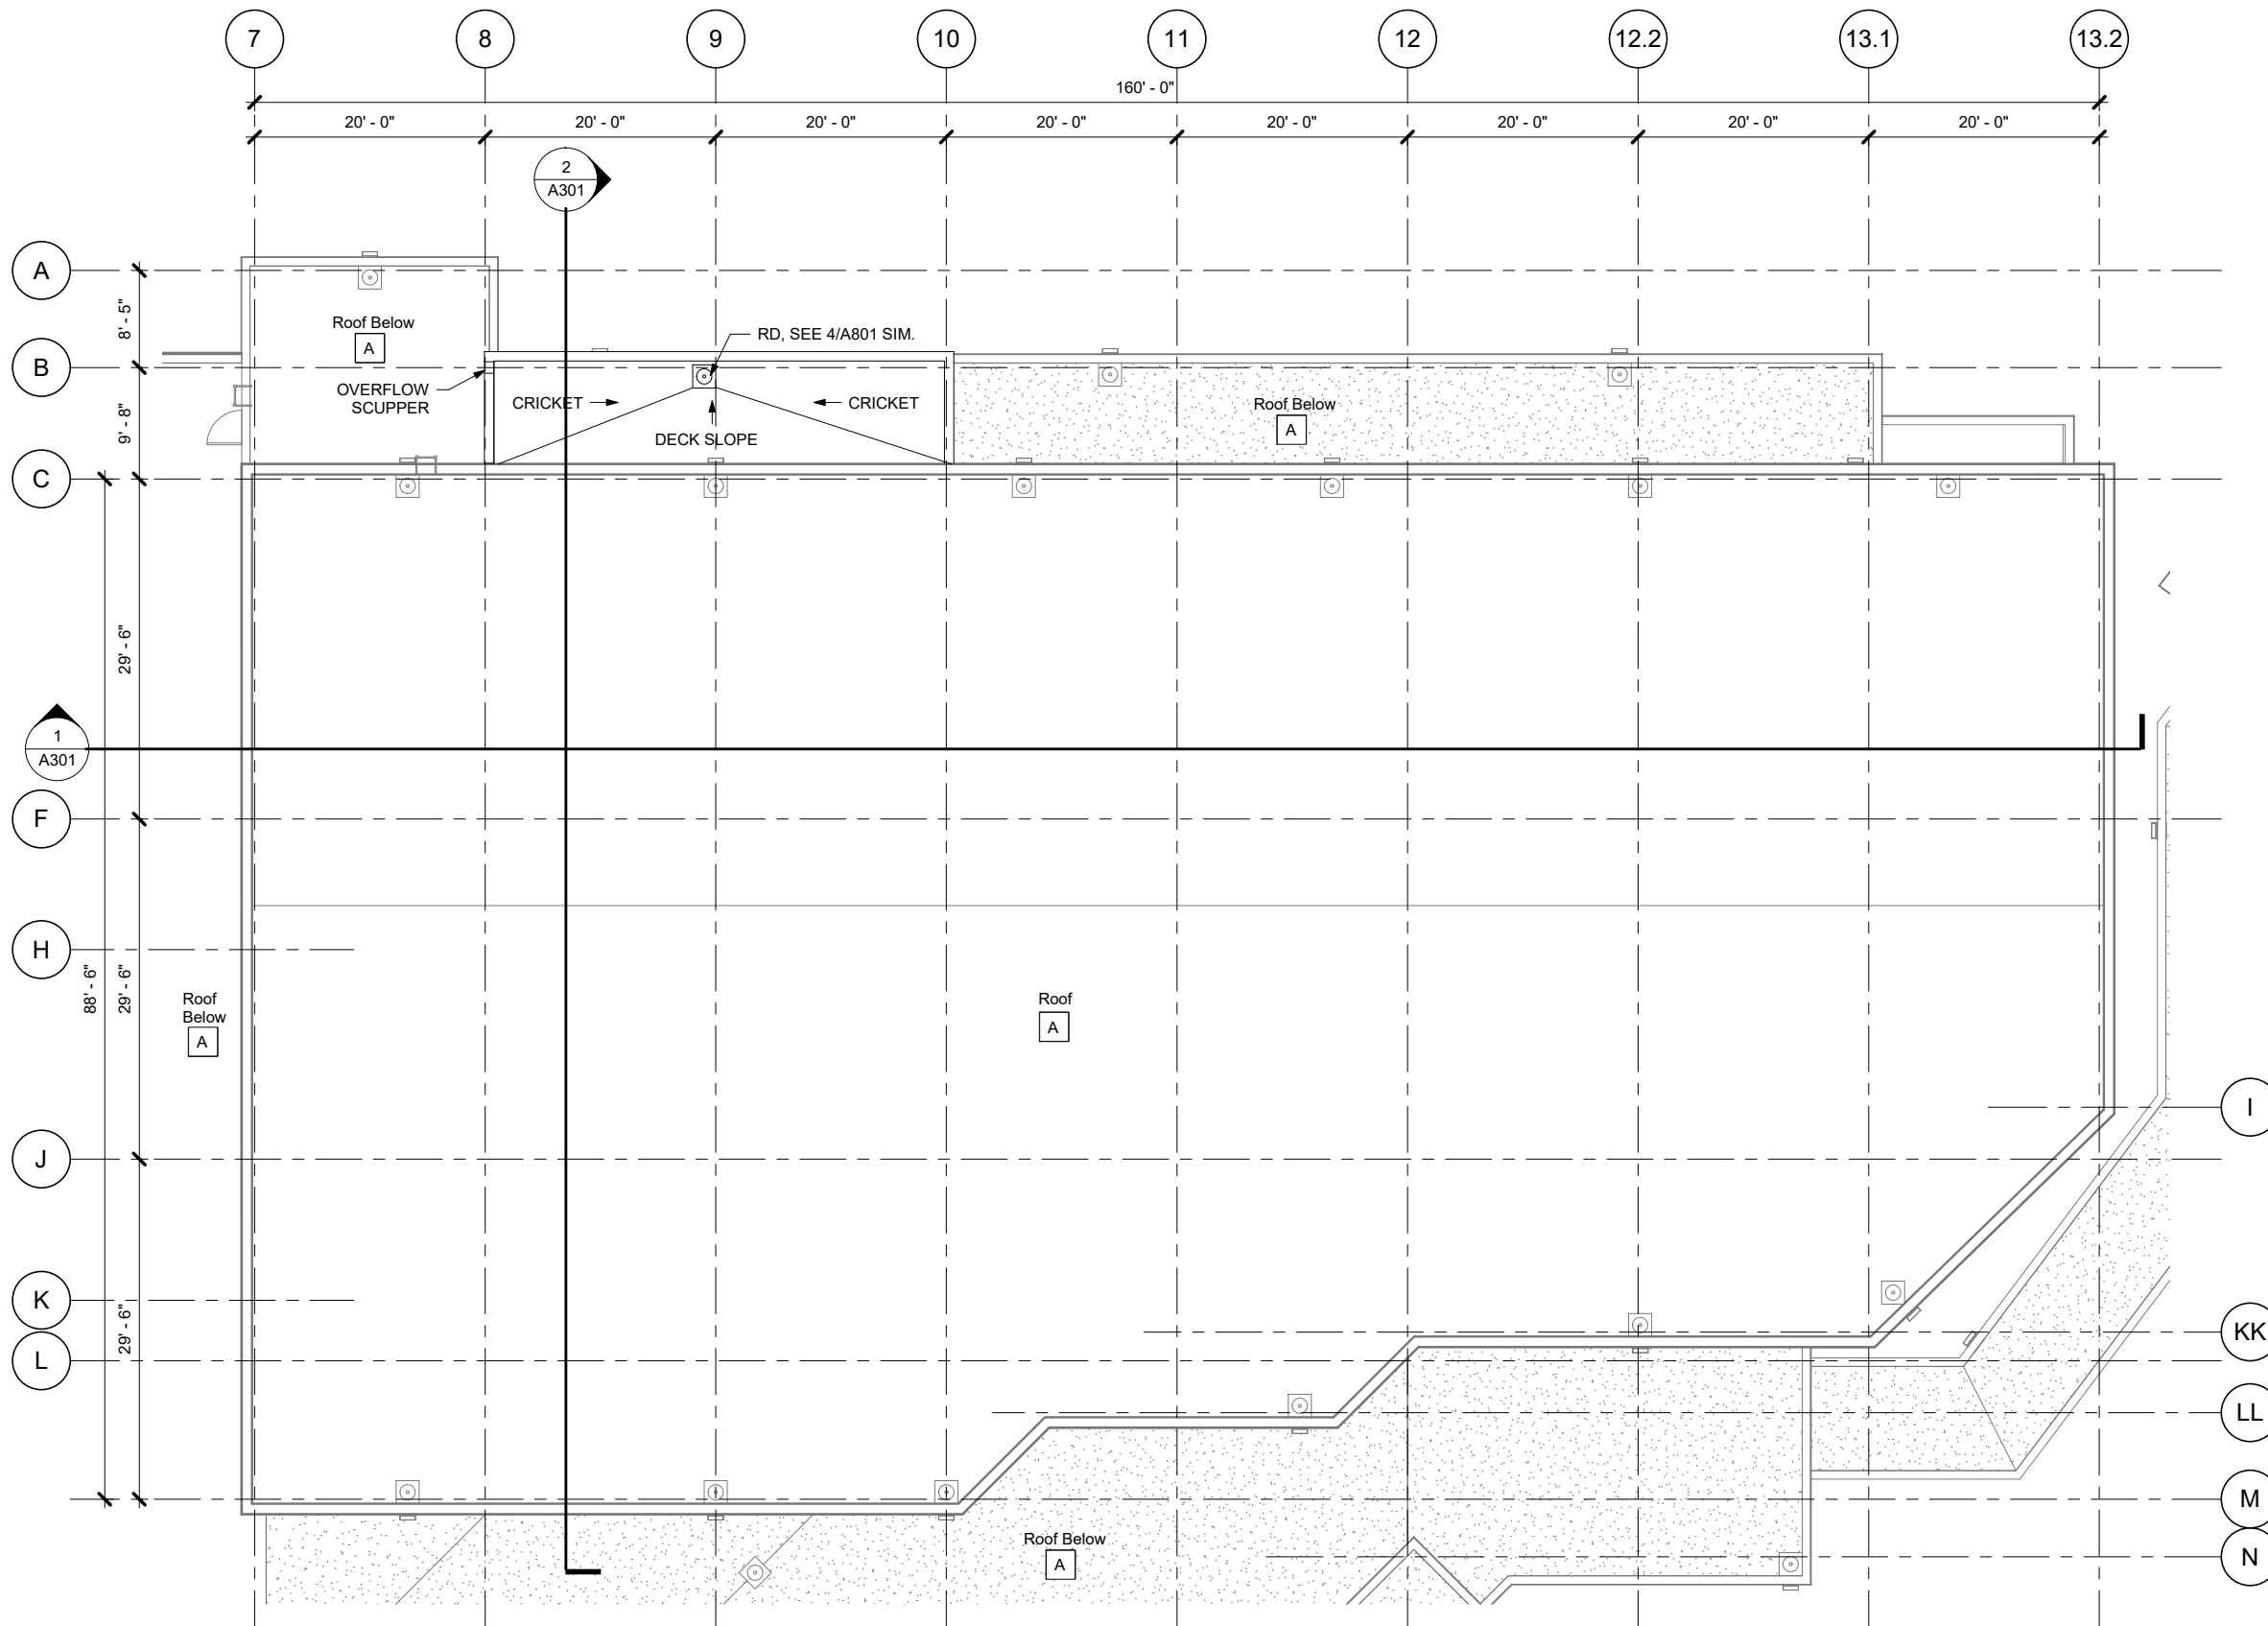 7 8 9 10 11 12 12.2 13.1 13.2
160' - 0"
20' - 0" 20' - 0" 20' - 0" 20' - 0" 20' - 0" 20' - 0" 20' - 0" 20' - 0"
2
A301
A
8' - 5"
Roof Below
A
RD, SEE 4/A801 SIM.
B
OVERFLOW
SCUPPER
CRICKET
CRICKET
DECK SLOPE
Roof Below
A
9' - 8"
C
29' - 6"
1
A301
F
H
88' - 6"
29' - 6"
Roof
Below
A
Roof
A
I
J
K
29' - 6"
KK
L
LL
M
Roof Below
A
N